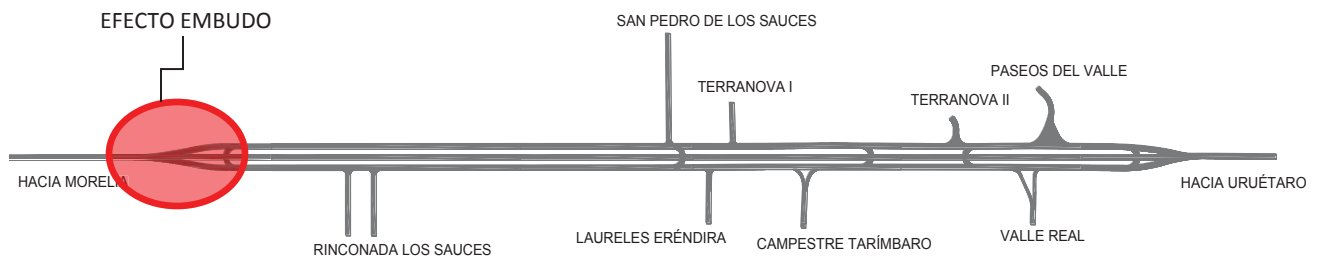 EFECTO EMBUDO
SAN PEDRO DE LOS SAUCES
PASEOS DEL VALLE
TERRANOVA I
TERRANOVA II
HACIA MORELIA
HACIA URUÉTARO
RINCONADA LOS SAUCES
LAURELES ERÉNDIRA
CAMPESTRE TARÍMBARO
VALLE REAL